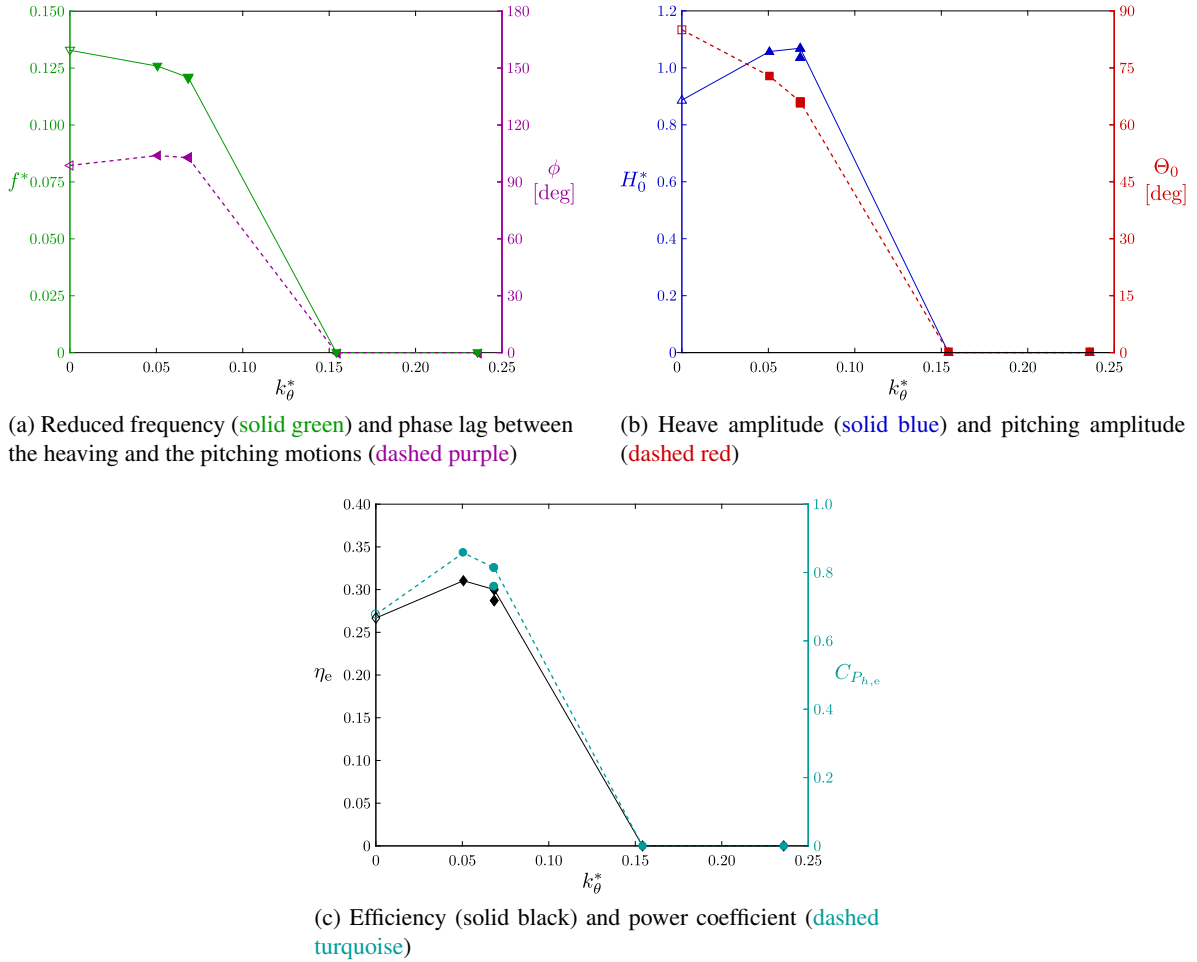 0.150
0.125
0.100
0.075
0.050
0.025
0
f*
180
150
120
90
60
30
0
ϕ
[deg]
0 0.05 0.10 0.15 0.20 0.25
k*θ
1.2
1.0
0.8
0.6
0.4
0.2
0
H*0
90
75
60
45
30
15
0
Θ0
[deg]
0 0.05 0.10 0.15 0.20 0.25
k*θ
(a) Reduced frequency (solid green) and phase lag between
the heaving and the pitching motions (dashed purple)
(b) Heave amplitude (solid blue) and pitching amplitude
(dashed red)
0.40
0.35
0.30
0.25
0.20
0.15
0.10
0.05
0.00
ηe
1.0
0.8
0.6
0.4
0.2
0
CPh,e
0 0.05 0.10 0.15 0.20 0.25
k*θ
(c) Efficiency (solid black) and power coefficient (dashed
turquoise)